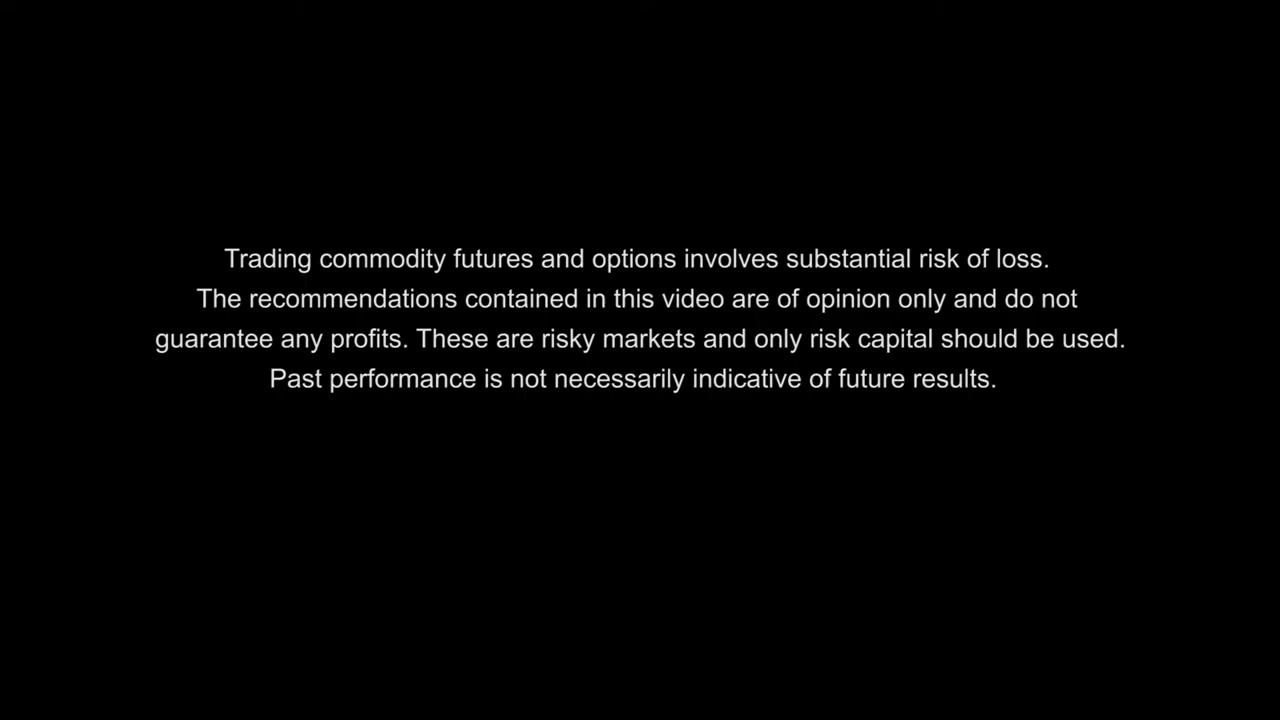 Trading commodity futures and options involves substantial risk of loss.
The recommendations contained in this video are of opinion only and do not
guarantee any profits. These are risky markets and only risk capital should be used.
Past performance is not necessarily indicative of future results.